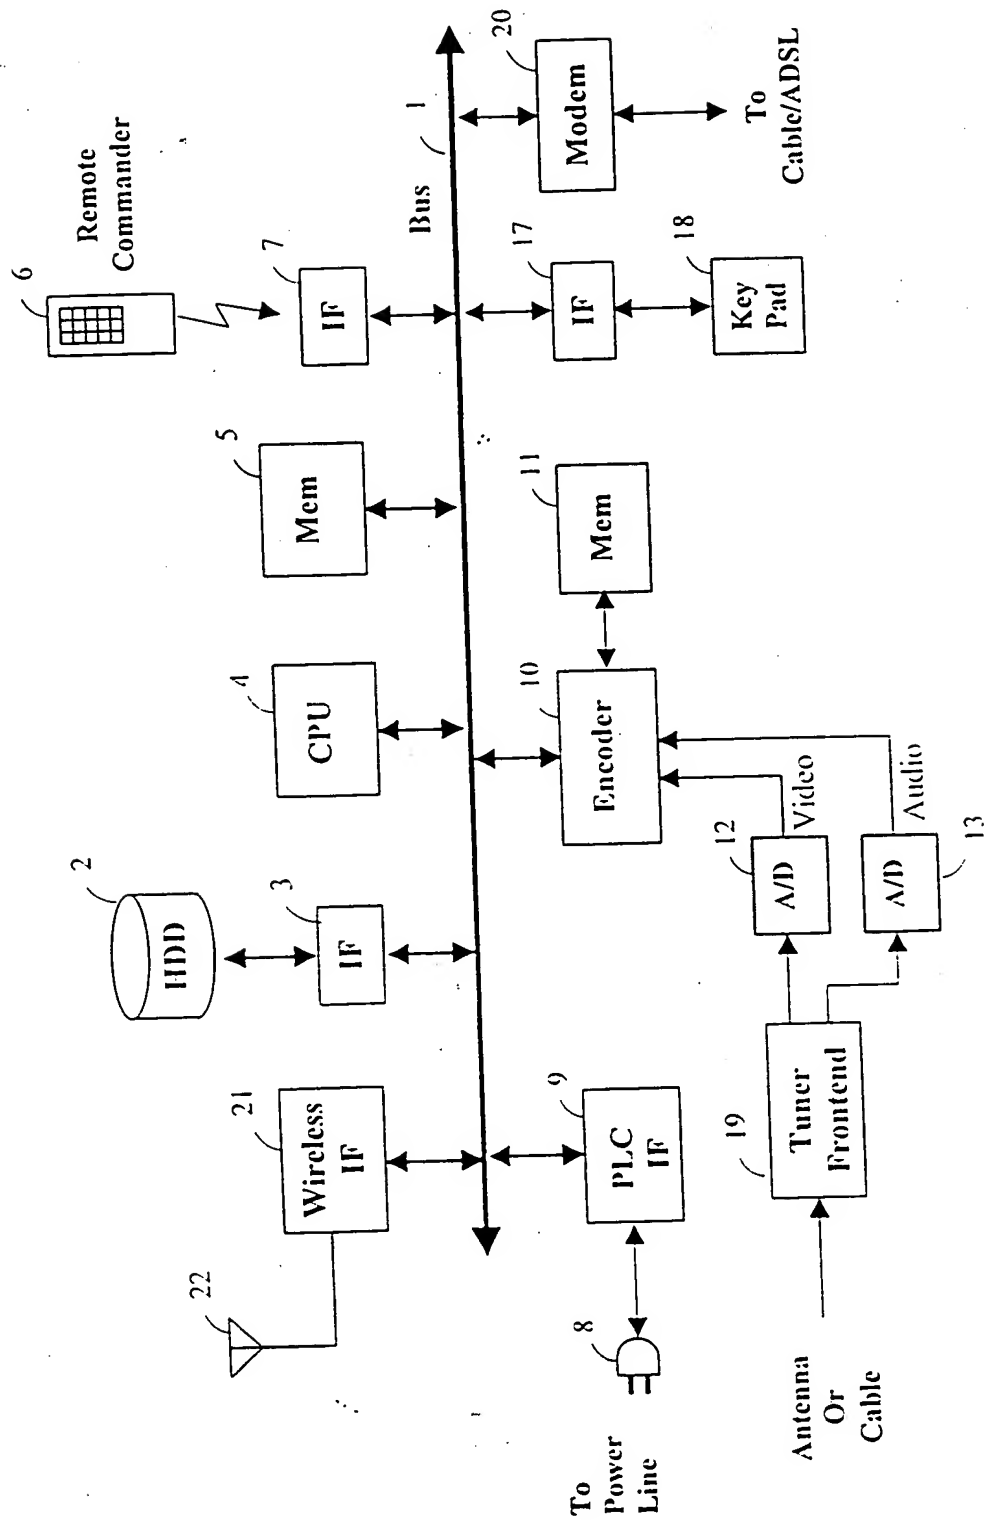 6
Remote
Commander
7
IF
5
Mem
4
CPU
2
HDD
3
IF
21
Wireless
IF
22
Bus
1
20
Modem
To
Cable/ADSL
17
IF
18
Key
Pad
11
Mem
10
Encoder
12
A/D
Video
Audio
A/D
13
9
PLC
IF
8
To
Power
Line
19
Tuner
Frontend
Antenna
Or
Cable